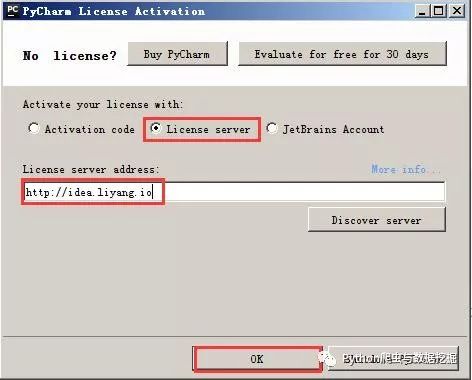 PC PyCharm License Activation
No license? Buy PyCharm Evaluate for free for 30 days
Activate your license with:
Activation code License server JetBrains Account
License server address: More info...
http://idea.liyang.io
Discover server
OK
Python爬虫与数据挖掘